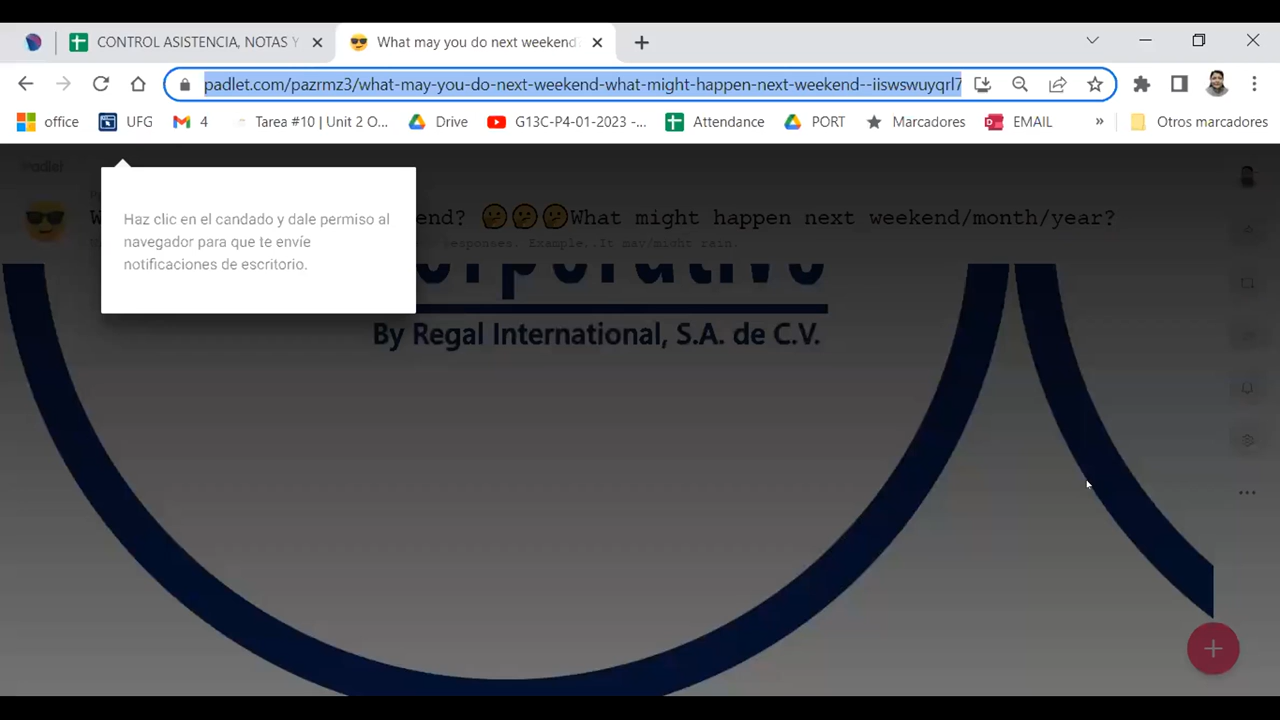 CONTROL ASISTENCIA, NOTAS Y
What may you do next weekend?
padlet.com/pazrmz3/what-may-you-do-next-weekend-what-might-happen-next-weekend--iiswswuyqrl7
office
UFG
4
Tarea #10 | Unit 2 O...
Drive
G13C-P4-01-2023 -...
Attendance
PORT
Marcadores
EMAIL
»
Otros marcadores
padlet
Haz clic en el candado y dale permiso al
navegador para que te envíe
notificaciones de escritorio.
end? What might happen next weekend/month/year?
responses. Example..It may/might rain.
Corporativo
By Regal International, S.A. de C.V.